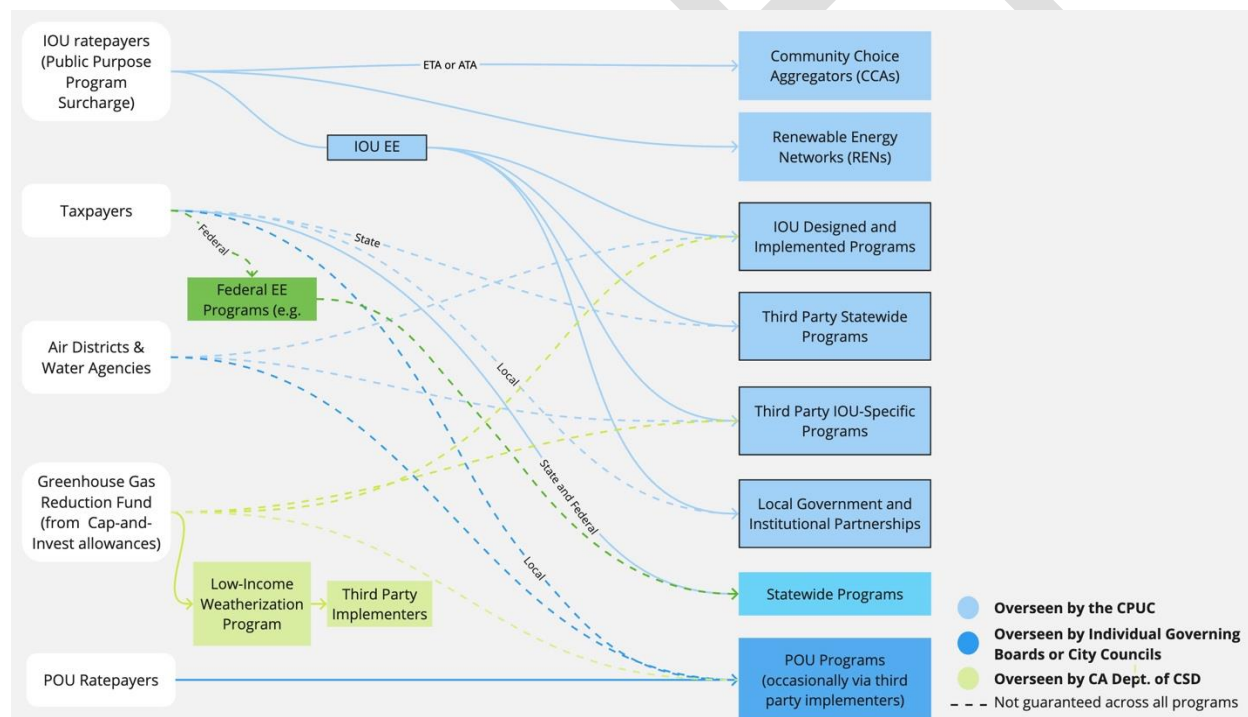 IOU ratepayers
(Public Purpose
Program
Surcharge)
ETA or ATA
Community Choice
Aggregators (CCAs)
IOU EE
Renewable Energy
Networks (RENs)
Taxpayers
Federal
State
IOU Designed and
Implemented Programs
Federal EE
Programs (e.g.
Third Party Statewide
Programs
Air Districts &
Water Agencies
Local
Third Party IOU-Specific
Programs
Greenhouse Gas
Reduction Fund
(from Cap-and-
Invest allowances)
State and Federal
Local Government and
Institutional Partnerships
Low-Income
Weatherization
Program
Third Party
Implementers
Local
Statewide Programs
POU Ratepayers
POU Programs
(occasionally via third
party implementers)
Overseen by the CPUC
Overseen by Individual Governing
Boards or City Councils
Overseen by CA Dept. of CSD
Not guaranteed across all programs